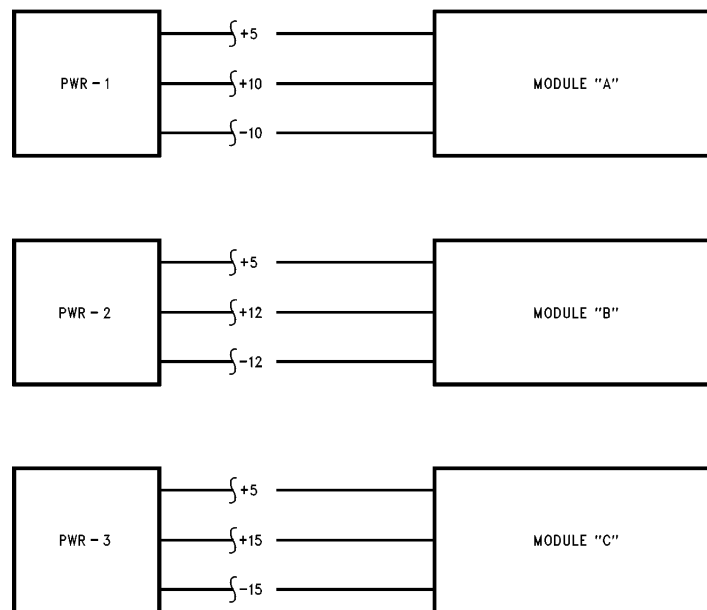 +5
PWR-1
+10
MODULE "A"
-10
+5
PWR-2
+12
MODULE "B"
-12
+5
PWR-3
+15
MODULE "C"
-15